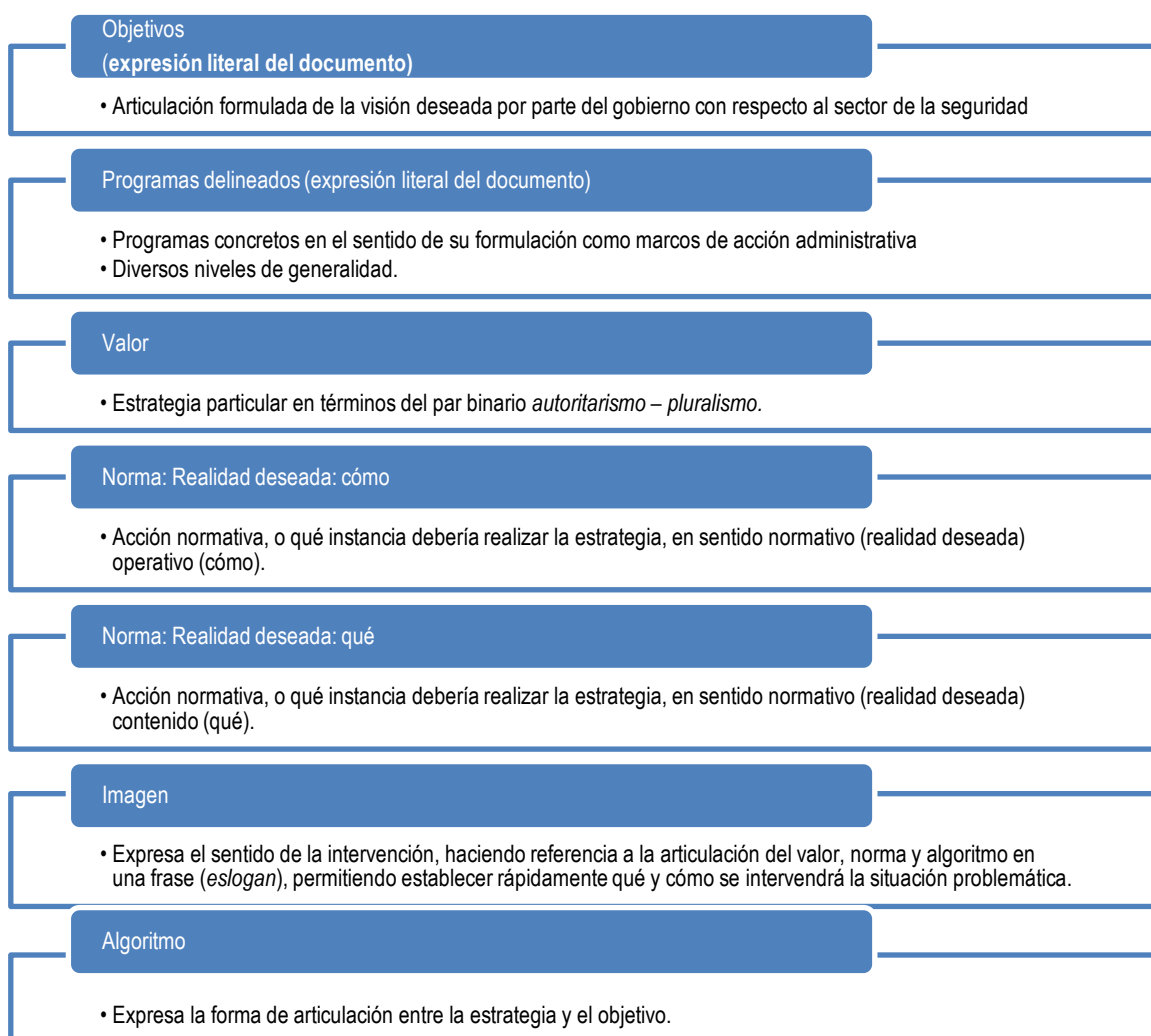 Objetivos
(expresión literal del documento)
• Articulación formulada de la visión deseada por parte del gobierno con respecto al sector de la seguridad
Programas delineados (expresión literal del documento)
• Programas concretos en el sentido de su formulación como marcos de acción administrativa
• Diversos niveles de generalidad.
Valor
• Estrategia particular en términos del par binario autoritarismo – pluralismo.
Norma: Realidad deseada: cómo
• Acción normativa, o qué instancia debería realizar la estrategia, en sentido normativo (realidad deseada)
operativo (cómo).
Norma: Realidad deseada: qué
• Acción normativa, o qué instancia debería realizar la estrategia, en sentido normativo (realidad deseada)
contenido (qué).
Imagen
• Expresa el sentido de la intervención, haciendo referencia a la articulación del valor, norma y algoritmo en
una frase (eslogan), permitiendo establecer rápidamente qué y cómo se intervendrá la situación problemática.
Algoritmo
• Expresa la forma de articulación entre la estrategia y el objetivo.